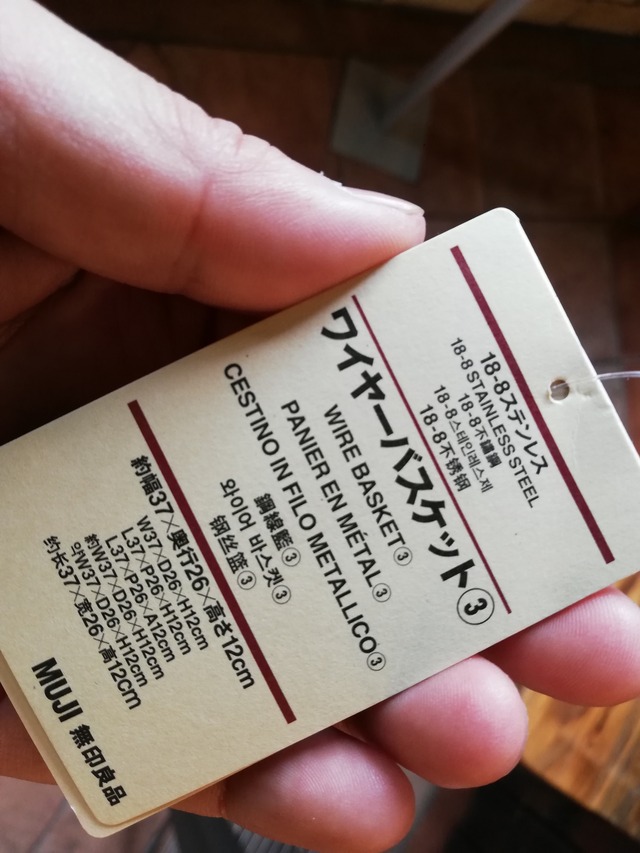 18-8ステンレス
18-8 STAINLESS STEEL
18-8不鏽鋼
18-8스테인레스제
18-8不锈钢
ワイヤーバスケット③
WIRE BASKET③
PANIER EN MÉTAL③
CESTINO IN FILO METALLICO③
鋼線籃③
와이어 바스켓③
钢丝篮③
約幅37×奥行26×高さ12cm
W37×D26×H12cm
L37×P26×H12cm
L37×P26×A12cm
約W37×D26×H12cm
약W37×D26×H12cm
约长37×宽26×高12cm
MUJI 無印良品